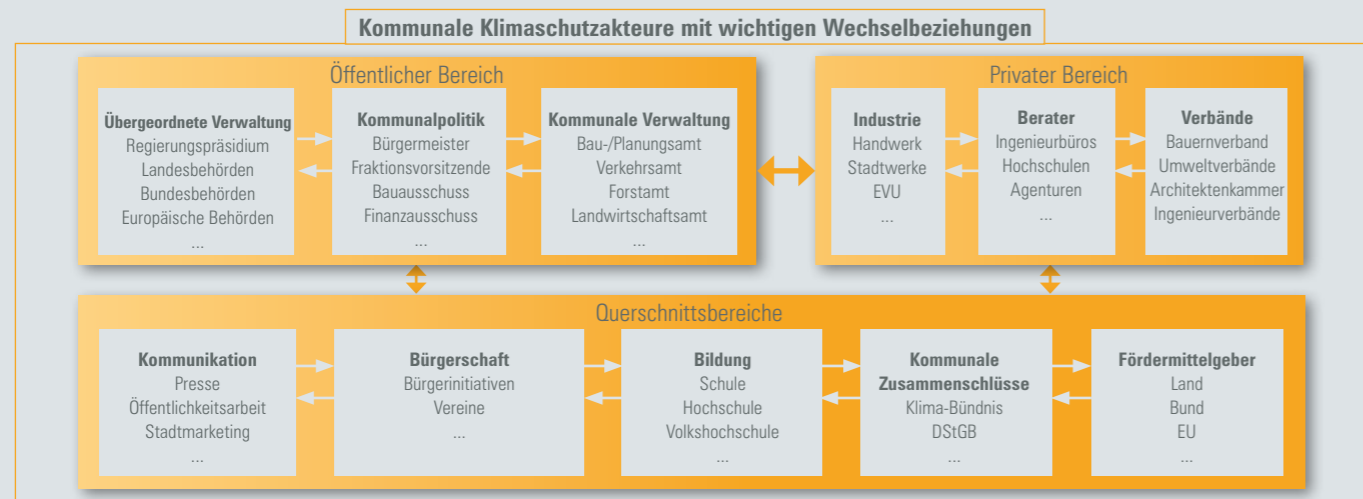 Kommunale Klimaschutzakteure mit wichtigen Wechselbeziehungen
Öffentlicher Bereich
Übergeordnete Verwaltung
Regierungspräsidium
Landesbehörden
Bundesbehörden
Europäische Behörden
...
Kommunalpolitik
Bürgermeister
Fraktionsvorsitzende
Bauausschuss
Finanzausschuss
...
Kommunale Verwaltung
Bau-/Planungsamt
Verkehrsamt
Forstamt
Landwirtschaftsamt
...
Privater Bereich
Industrie
Handwerk
Stadtwerke
EVU
...
Berater
Ingenieurbüros
Hochschulen
Agenturen
...
Verbände
Bauernverband
Umweltverbände
Architektenkammer
Ingenieurverbände
Querschnittsbereiche
Kommunikation
Presse
Öffentlichkeitsarbeit
Stadtmarketing
...
Bürgerschaft
Bürgerinitiativen
Vereine
...
Bildung
Schule
Hochschule
Volkshochschule
...
Kommunale
Zusammenschlüsse
Klima-Bündnis
DStGB
...
Fördermittelgeber
Land
Bund
EU
...